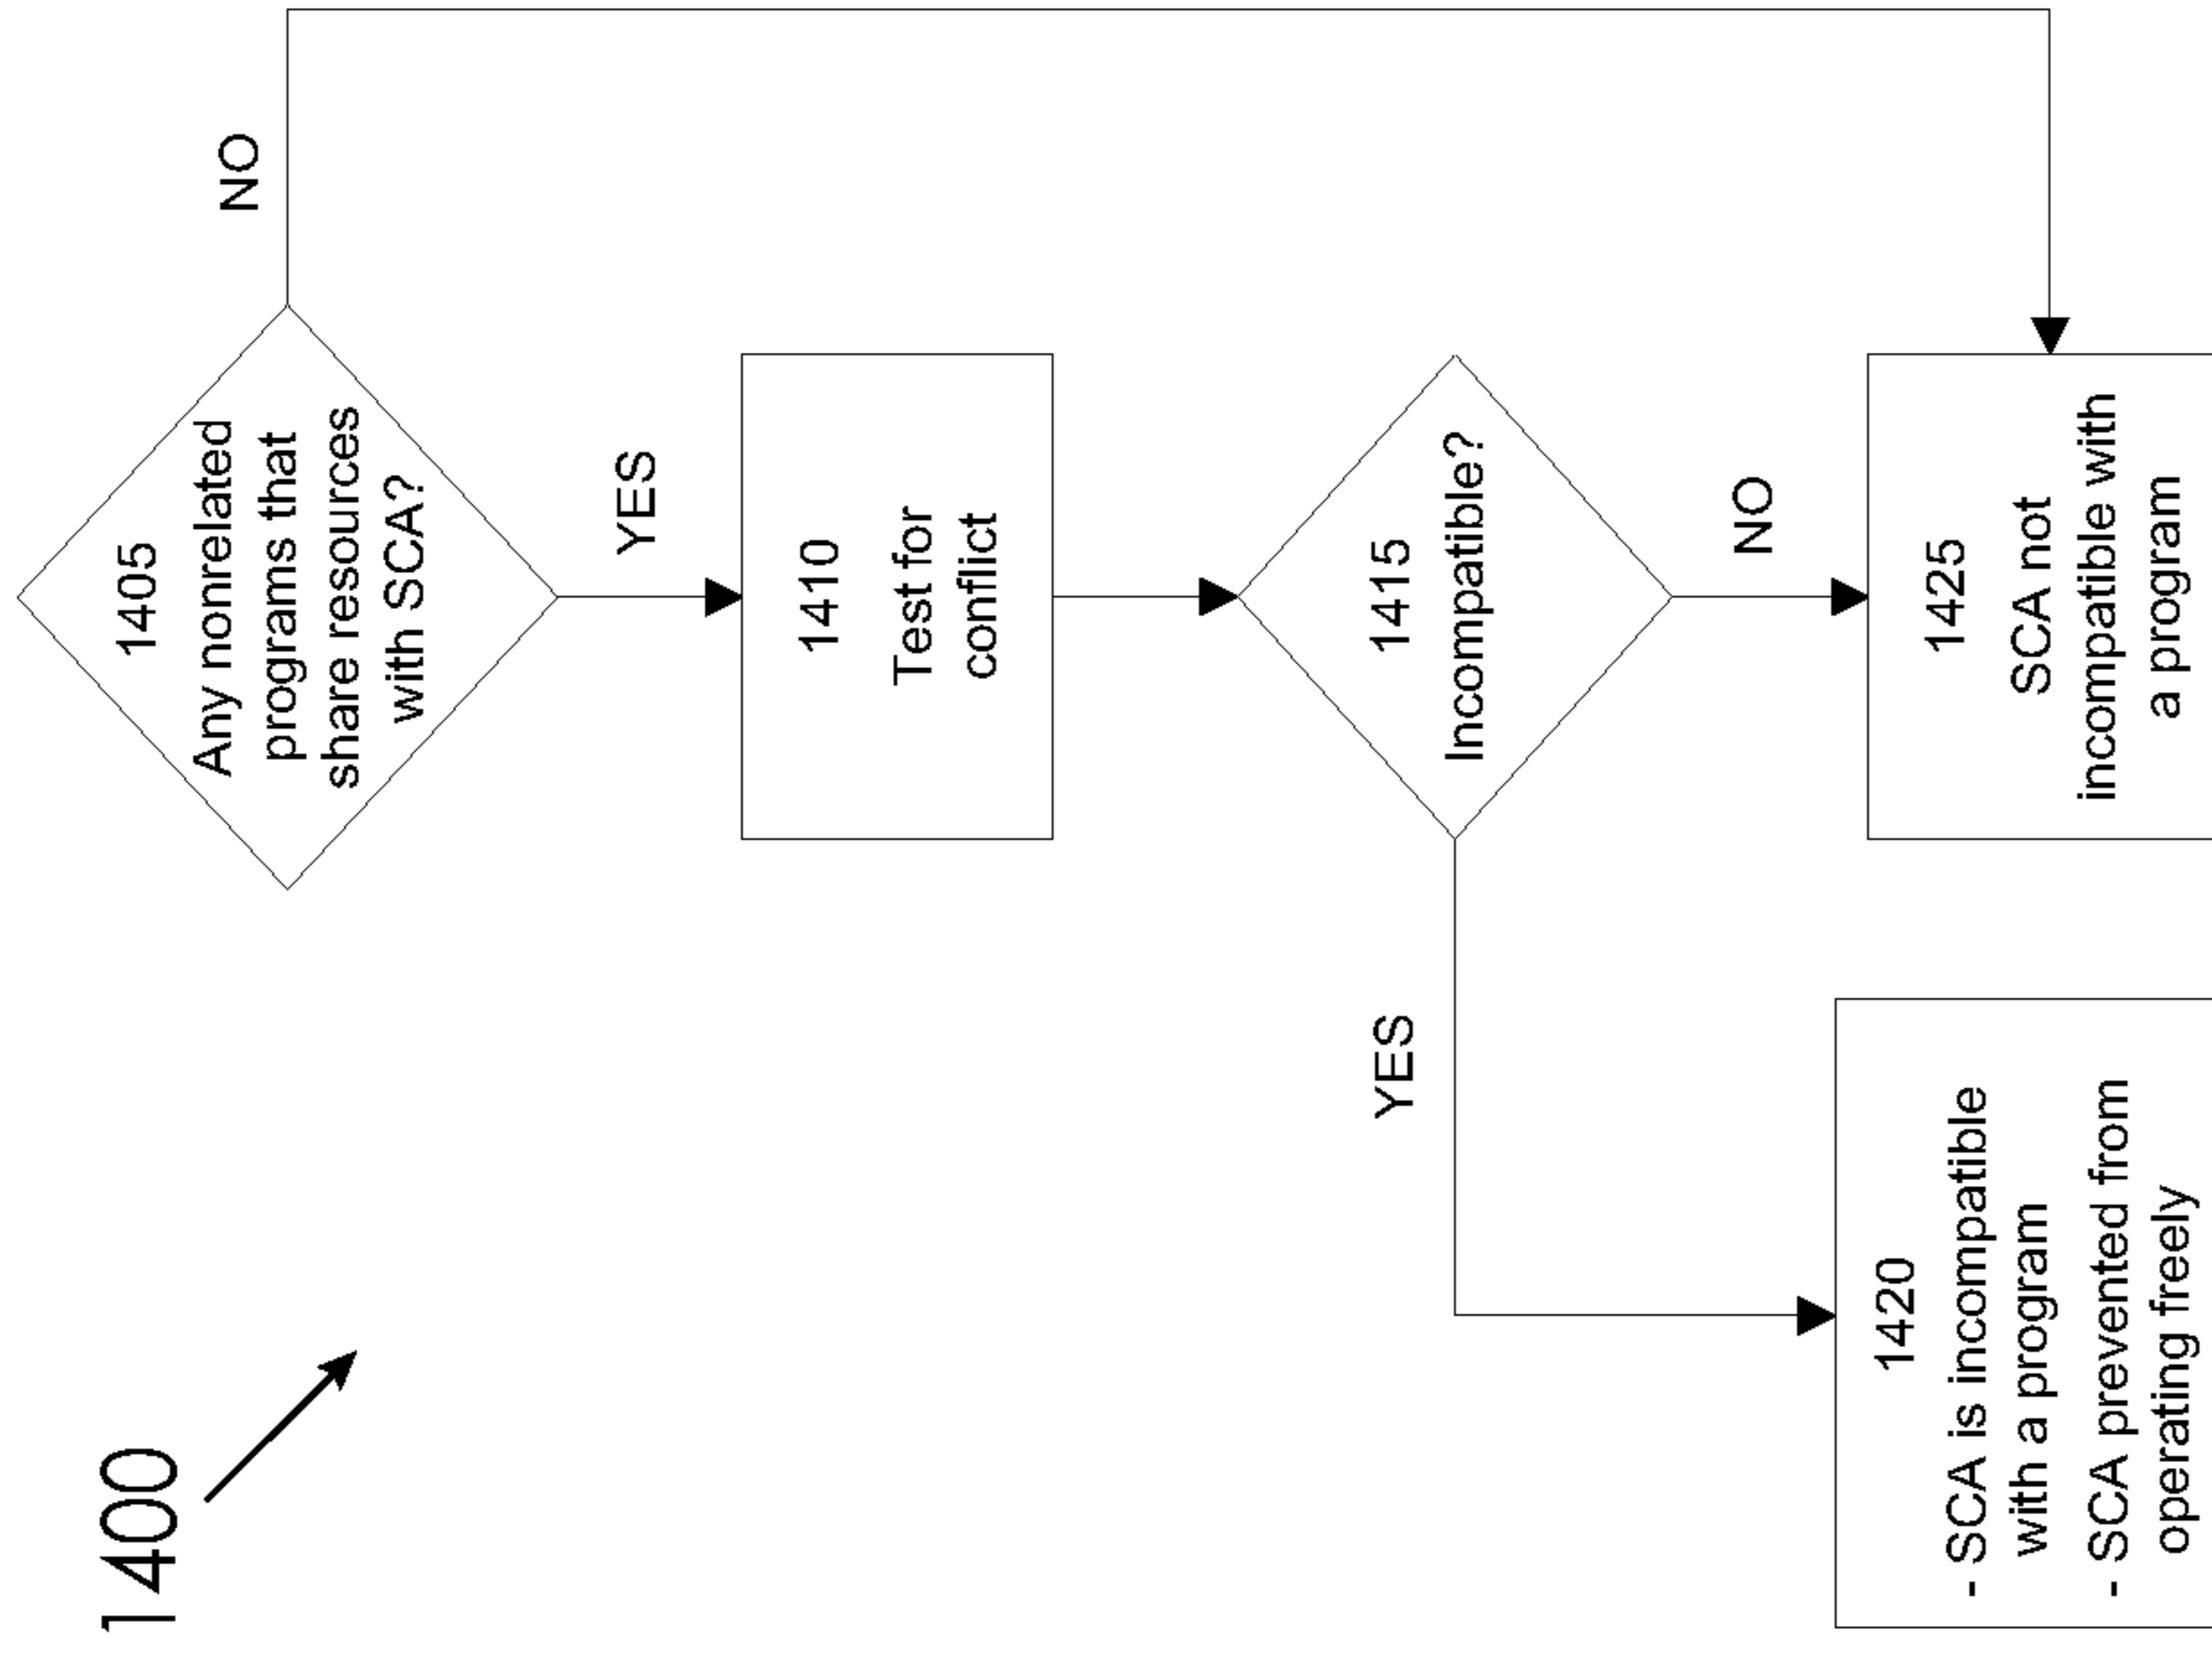 1400
1405
Any nonrelated
programs that
share resources
with SCA?
NO
YES
1410
Test for
conflict
1415
Incompatible?
YES
NO
1420
- SCA is incompatible
with a program
- SCA prevented from
operating freely
1425
SCA not
incompatible with
a program